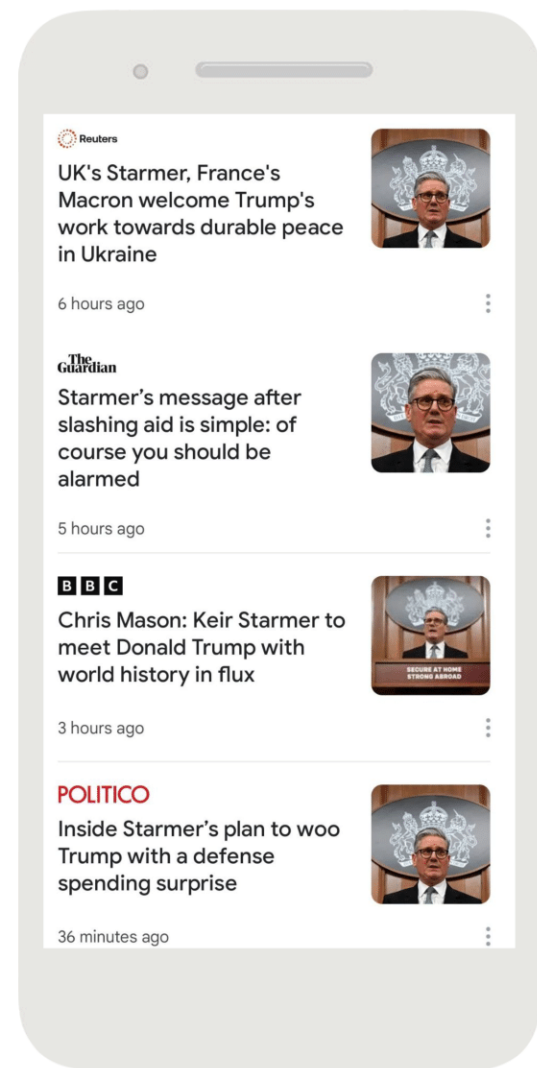 Reuters
UK's Starmer, France's
Macron welcome Trump's
work towards durable peace
in Ukraine
6 hours ago
The
Guardian
Starmer’s message after
slashing aid is simple: of
course you should be
alarmed
5 hours ago
BBC
Chris Mason: Keir Starmer to
meet Donald Trump with
world history in flux
SECURE AT HOME
STRONG ABROAD
3 hours ago
POLITICO
Inside Starmer’s plan to woo
Trump with a defense
spending surprise
36 minutes ago